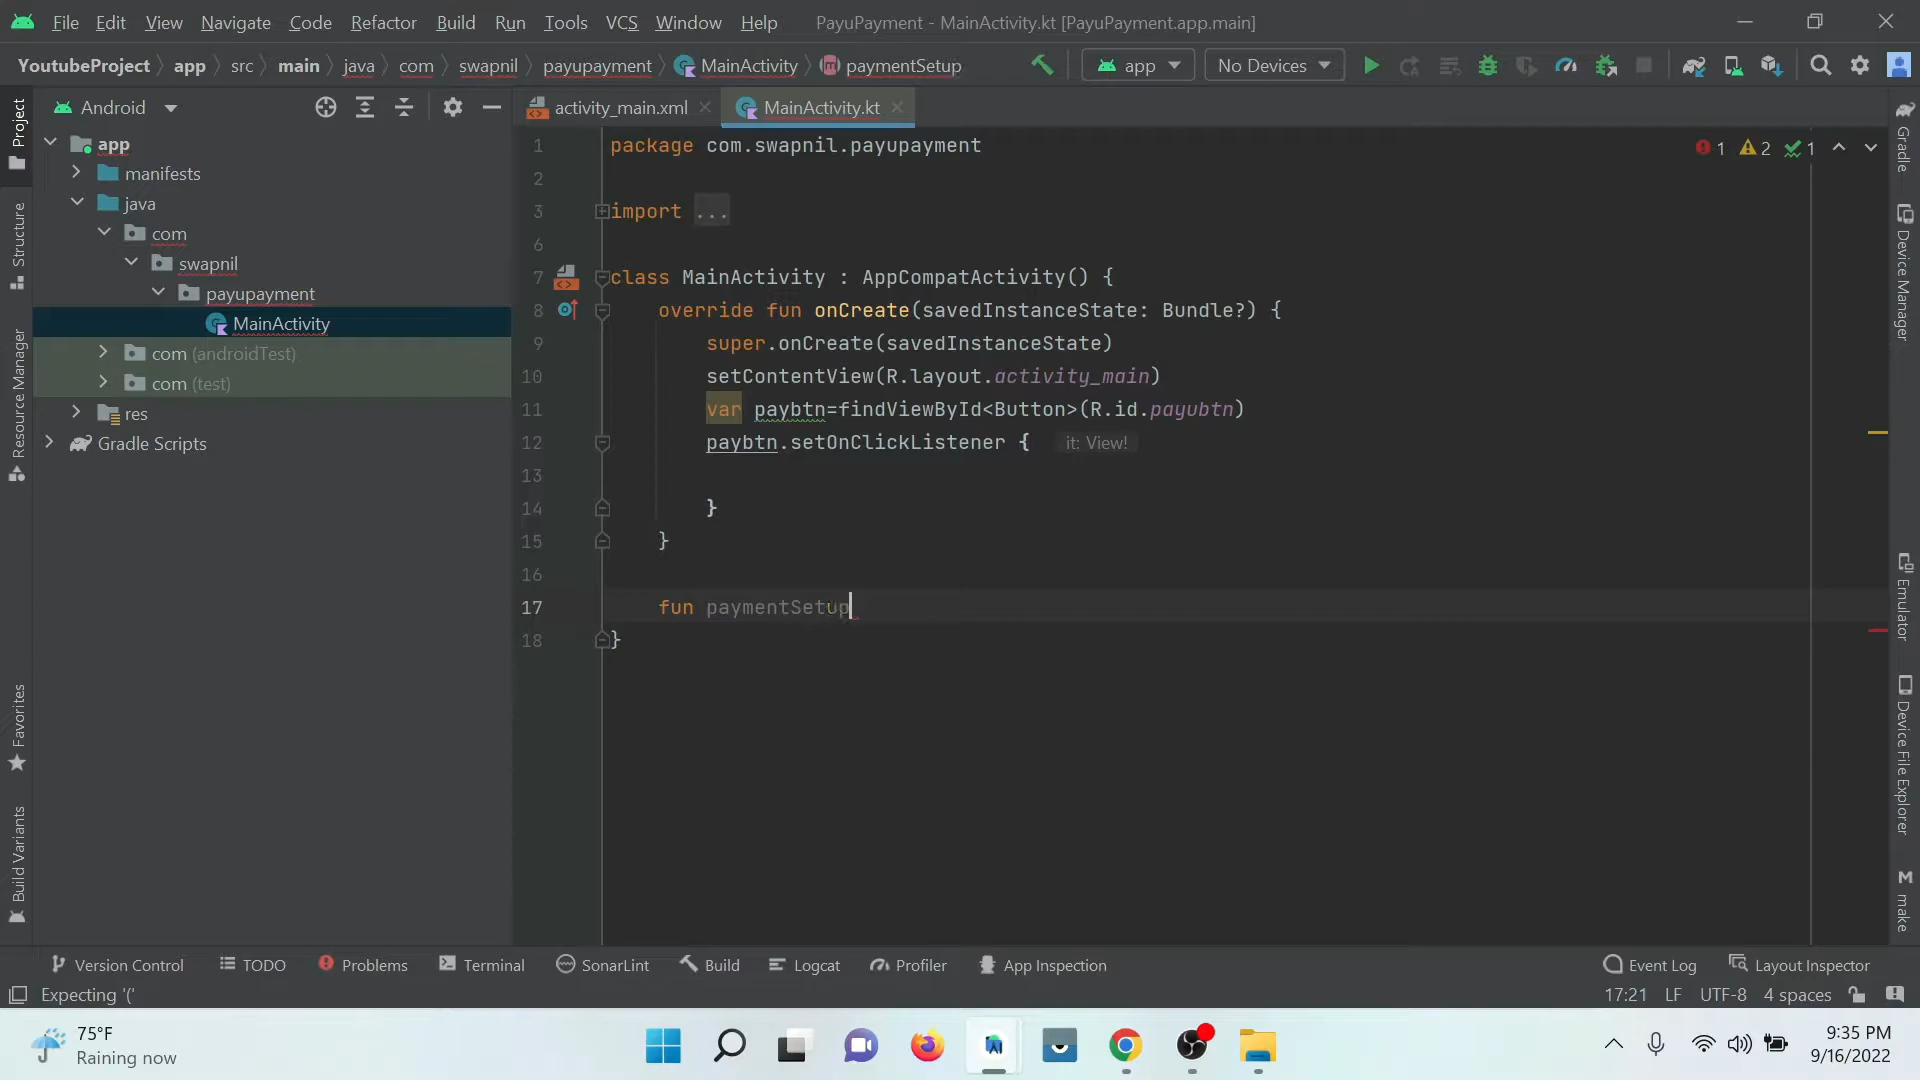 File Edit View Navigate Code Refactor Build Run Tools VCS Window Help PayuPayment - MainActivity.kt [PayuPayment.app.main]
YoutubeProject app src main java com swapnil payupayment MainActivity paymentSetup app No Devices
Android
activity_main.xml MainActivity.kt
Project
Structure
Resource Manager
Favorites
Build Variants
app
manifests
java
com
swapnil
payupayment
MainActivity
com (androidTest)
com (test)
res
Gradle Scripts
1 package com.swapnil.payupayment
2
3 import ...
6
7 class MainActivity : AppCompatActivity() {
8 override fun onCreate(savedInstanceState: Bundle?) {
9 super.onCreate(savedInstanceState)
10 setContentView(R.layout.activity_main)
11 var paybtn=findViewById<Button>(R.id.payubtn)
12 paybtn.setOnClickListener { it: View!
13
14 }
15 }
16
17 fun paymentSetup
18 }
1 2 1
Gradle
Device Manager
Emulator
Device File Explorer
make
Version Control TODO Problems Terminal SonarLint Build Logcat Profiler App Inspection Event Log Layout Inspector
Expecting '(' 17:21 LF UTF-8 4 spaces
75°F
Raining now
9:35 PM
9/16/2022